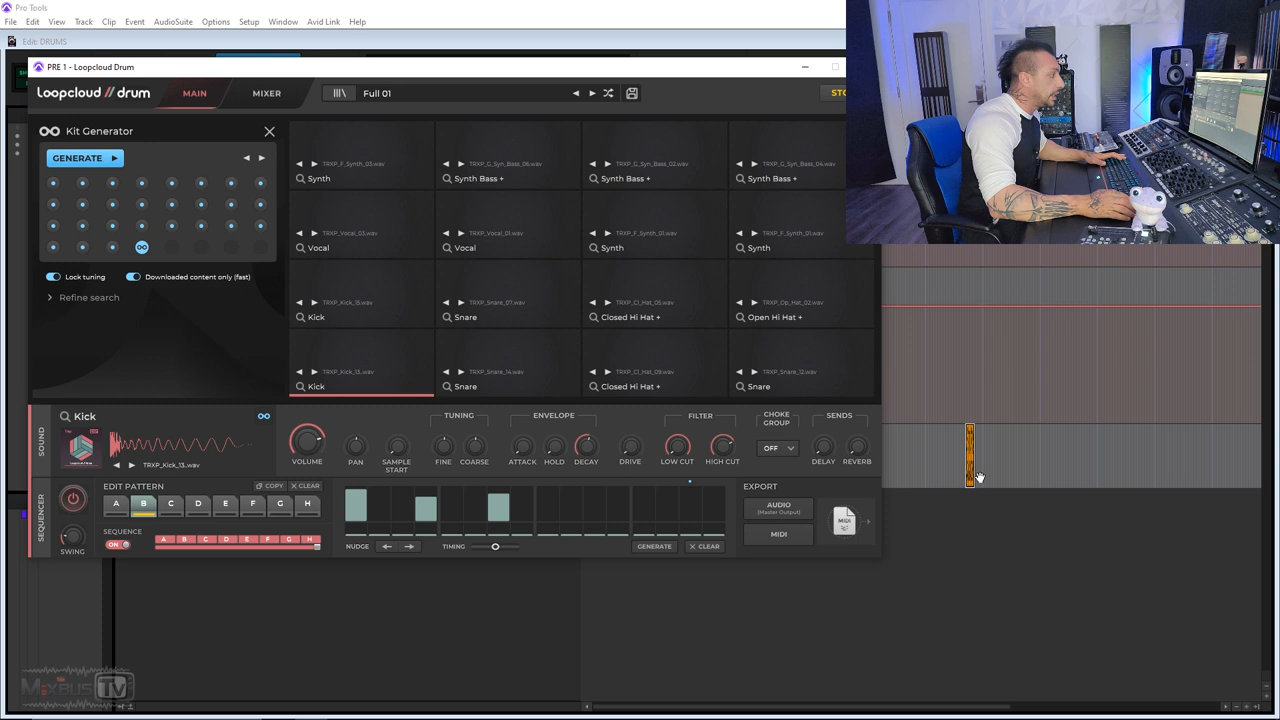 Pro Tools
File Edit View Track Clip Event AudioSuite Options Setup Window Avid Link Help
Edit: DRUMS
PRE 1 - Loopcloud Drum
Loopcloud // drum MAIN MIXER Full 01
Kit Generator
GENERATE
Lock tuning Downloaded content only (fast)
Refine search
TRXP_F_Synth_03.wav TRXP_G_Syn_Bass_06.wav TRXP_G_Syn_Bass_02.wav TRXP_G_Syn_Bass_04.wav
Synth Synth Bass + Synth Bass + Synth Bass +
TRXP_Vocal_03.wav TRXP_Vocal_01.wav TRXP_F_Synth_01.wav TRXP_F_Synth_01.wav
Vocal Vocal Synth Synth
TRXP_Kick_15.wav TRXP_Snare_07.wav TRXP_Cl_Hat_05.wav TRXP_Op_Hat_02.wav
Kick Snare Closed Hi Hat + Open Hi Hat +
TRXP_Kick_13.wav TRXP_Snare_14.wav TRXP_Cl_Hat_09.wav TRXP_Snare_12.wav
Kick Snare Closed Hi Hat + Snare
SOUND
Kick
TRXP_Kick_13..wav
TUNING ENVELOPE FILTER CHOKE GROUP SENDS
OFF
VOLUME PAN SAMPLE START FINE COARSE ATTACK HOLD DECAY DRIVE LOW CUT HIGH CUT DELAY REVERB
SEQUENCER
EDIT PATTERN COPY CLEAR
A B C D E F G H
SEQUENCE
ON
A B C D E F G H
SWING
NUDGE TIMING GENERATE CLEAR
EXPORT
AUDIO
(Master Output)
MIDI
MIDI
MIXBUS TV